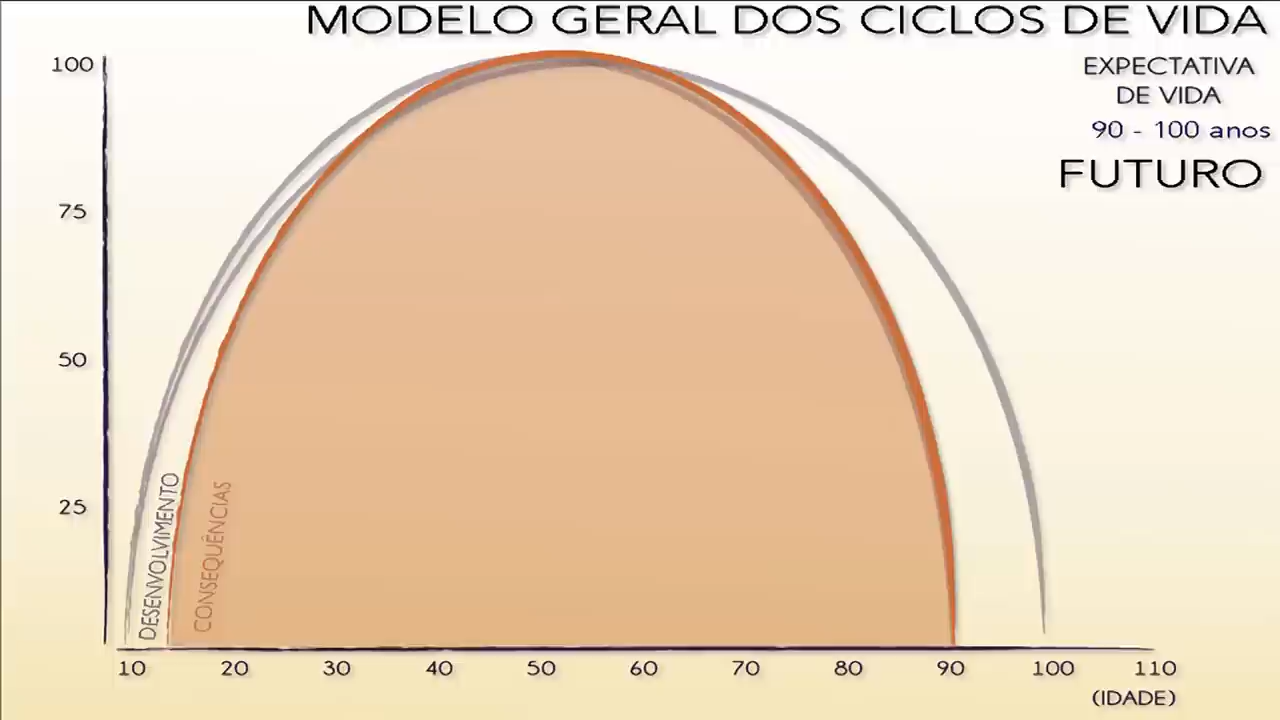 MODELO GERAL DOS CICLOS DE VIDA
EXPECTATIVA
DE VIDA
90 - 100 anos
FUTURO
100
75
50
25
DESENVOLVIMENTO
CONSEQUÊNCIAS
10 20 30 40 50 60 70 80 90 100 110
(IDADE)